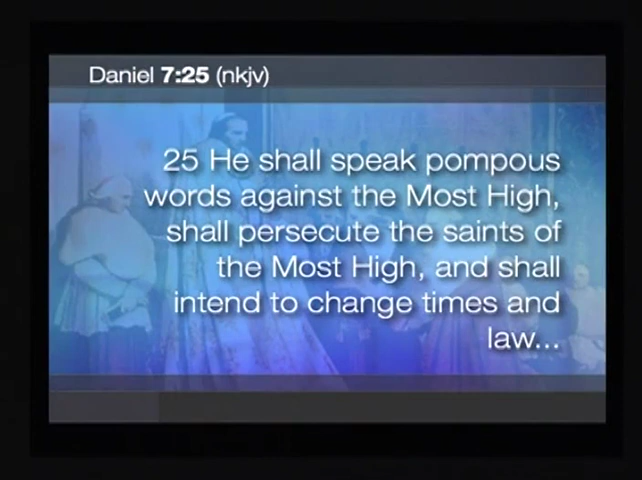 Daniel 7:25 (nkjv)
25 He shall speak pompous
words against the Most High,
shall persecute the saints of
the Most High, and shall
intend to change times and
law...